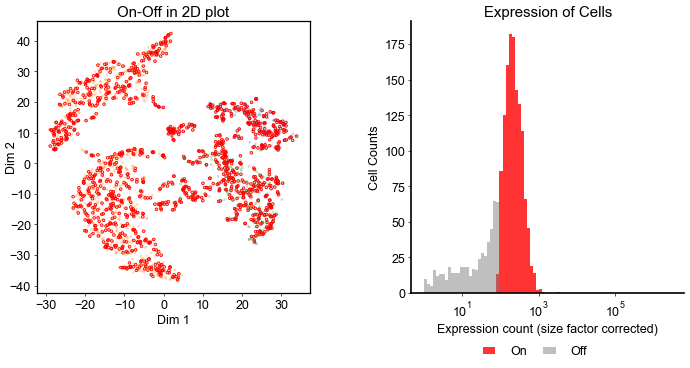 On-Off in 2D plot
40
30
20
10
0
−10
−20
−30
−40
Dim 2
−30 −20 −10 0 10 20 30
Dim 1
Expression of Cells
175
150
125
100
75
50
25
0
Cell Counts
10^1 10^3 10^5
Expression count (size factor corrected)
On Off